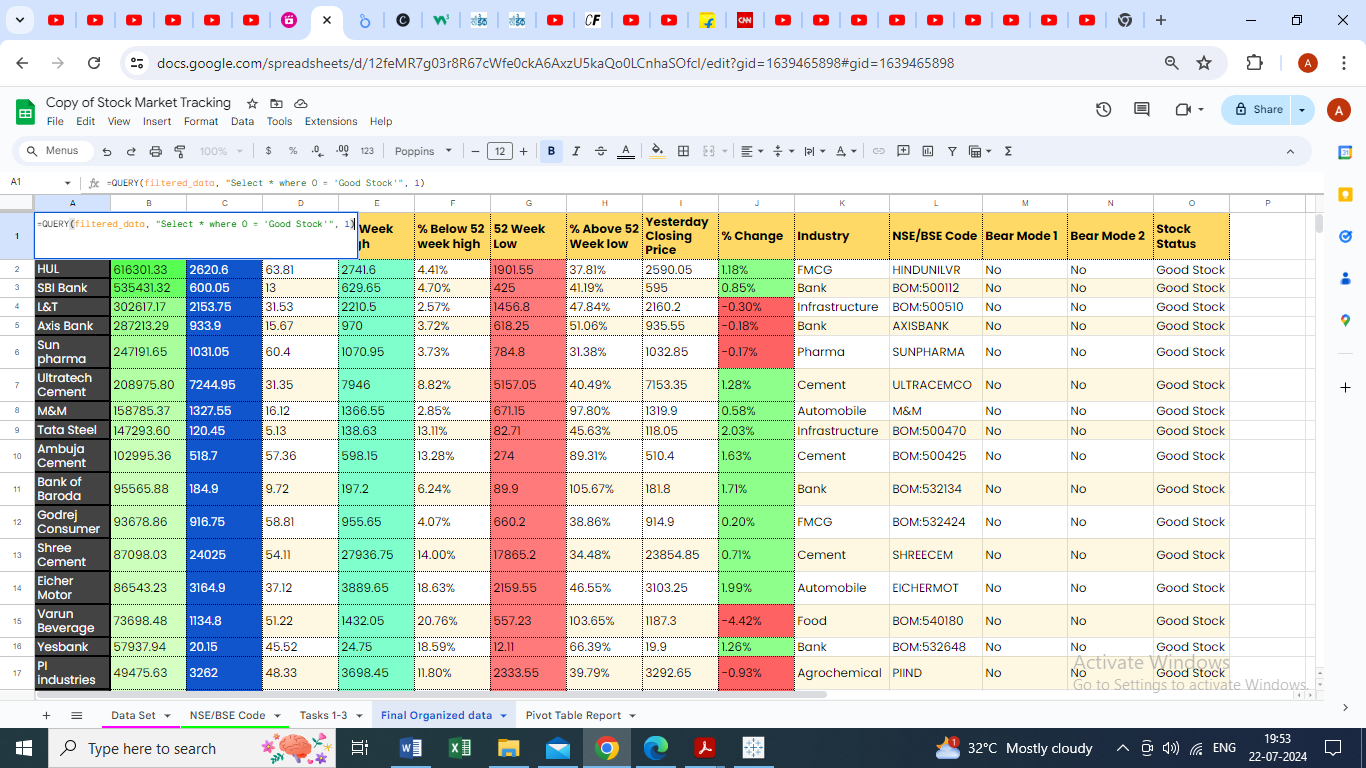 docs.google.com/spreadsheets/d/12feMR7g03r8R67cWfe0ckA6AxzU5kaQo0LCnhaSOfcI/edit?gid=1639465898#gid=1639465898
A
Copy of Stock Market Tracking
File Edit View Insert Format Data Tools Extensions Help
Share
A
Menus 100% $ % .0 .00 123 Poppins 12 B I A
A1 fx =QUERY(filtered_data, "Select * where O = 'Good Stock'", 1)
A B C D E F G H I J K L M N O P
=QUERY(filtered_data, "Select * where O = 'Good Stock'", 1)
1 Week gh % Below 52 week high 52 Week Low % Above 52 Week low Yesterday Closing Price % Change Industry NSE/BSE Code Bear Mode 1 Bear Mode 2 Stock Status
2 HUL 616301.33 2620.6 63.81 2741.6 4.41% 1901.55 37.81% 2590.05 1.18% FMCG HINDUNILVR No No Good Stock
3 SBI Bank 535431.32 600.05 13 629.65 4.70% 425 41.19% 595 0.85% Bank BOM:500112 No No Good Stock
4 L&T 302617.17 2153.75 31.53 2210.5 2.57% 1456.8 47.84% 2160.2 -0.30% Infrastructure BOM:500510 No No Good Stock
5 Axis Bank 287213.29 933.9 15.67 970 3.72% 618.25 51.06% 935.55 -0.18% Bank AXISBANK No No Good Stock
6 Sun pharma 247191.65 1031.05 60.4 1070.95 3.73% 784.8 31.38% 1032.85 -0.17% Pharma SUNPHARMA No No Good Stock
7 Ultratech Cement 208975.80 7244.95 31.35 7946 8.82% 5157.05 40.49% 7153.35 1.28% Cement ULTRACEMCO No No Good Stock
8 M&M 158785.37 1327.55 16.12 1366.55 2.85% 671.15 97.80% 1319.9 0.58% Automobile M&M No No Good Stock
9 Tata Steel 147293.60 120.45 5.13 138.63 13.11% 82.71 45.63% 118.05 2.03% Infrastructure BOM:500470 No No Good Stock
10 Ambuja Cement 102995.36 518.7 57.36 598.15 13.28% 274 89.31% 510.4 1.63% Cement BOM:500425 No No Good Stock
11 Bank of Baroda 95565.88 184.9 9.72 197.2 6.24% 89.9 105.67% 181.8 1.71% Bank BOM:532134 No No Good Stock
12 Godrej Consumer 93678.86 916.75 58.81 955.65 4.07% 660.2 38.86% 914.9 0.20% FMCG BOM:532424 No No Good Stock
13 Shree Cement 87098.03 24025 54.11 27936.75 14.00% 17865.2 34.48% 23854.85 0.71% Cement SHREECEM No No Good Stock
14 Eicher Motor 86543.23 3164.9 37.12 3889.65 18.63% 2159.55 46.55% 3103.25 1.99% Automobile EICHERMOT No No Good Stock
15 Varun Beverage 73698.48 1134.8 51.22 1432.05 20.76% 557.23 103.65% 1187.3 -4.42% Food BOM:540180 No No Good Stock
16 Yesbank 57937.94 20.15 45.52 24.75 18.59% 12.11 66.39% 19.9 1.26% Bank BOM:532648 No No Good Stock
17 PI industries 49475.63 3262 48.33 3698.45 11.80% 2333.55 39.79% 3292.65 -0.93% Agrochemical PIIND No No Good Stock
Activate Windows
Go to Settings to activate Windows.
Data Set NSE/BSE Code Tasks 1-3 Final Organized data Pivot Table Report
Type here to search
1 32°C Mostly cloudy ENG 19:53
22-07-2024